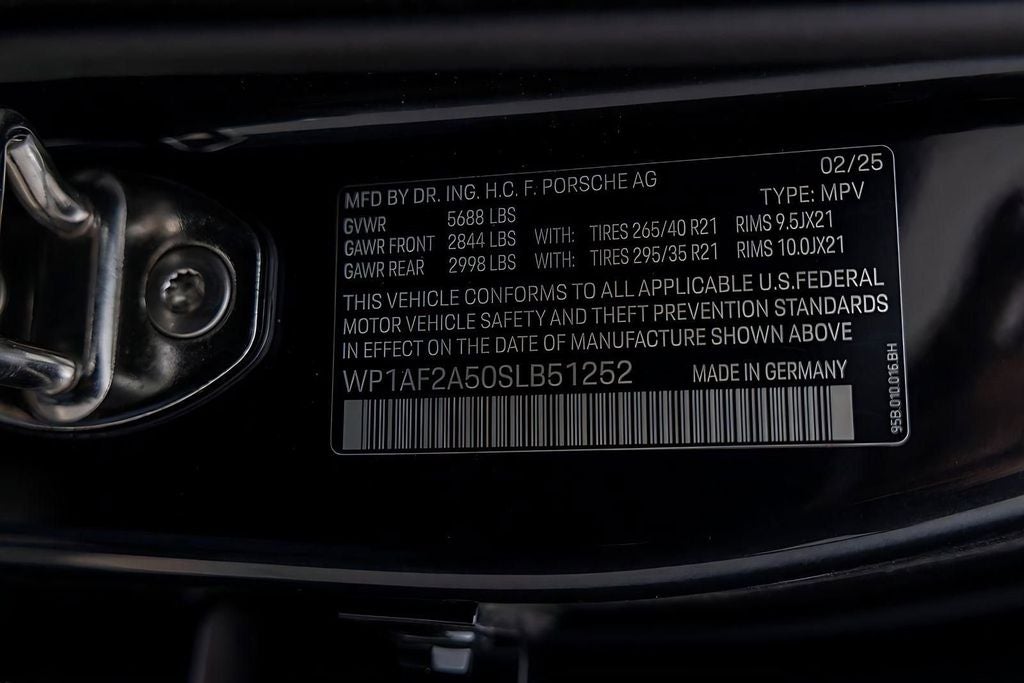 02/25
MFD BY DR. ING. H.C. F. PORSCHE AG
TYPE: MPV
GVWR 5688 LBS
GAWR FRONT 2844 LBS WITH: TIRES 265/40 R21 RIMS 9.5JX21
GAWR REAR 2998 LBS WITH: TIRES 295/35 R21 RIMS 10.0JX21
THIS VEHICLE CONFORMS TO ALL APPLICABLE U.S.FEDERAL
MOTOR VEHICLE SAFETY AND THEFT PREVENTION STANDARDS
IN EFFECT ON THE DATE OF MANUFACTURE SHOWN ABOVE
WP1AF2A50SLB51252 MADE IN GERMANY
95B.010.016.BH